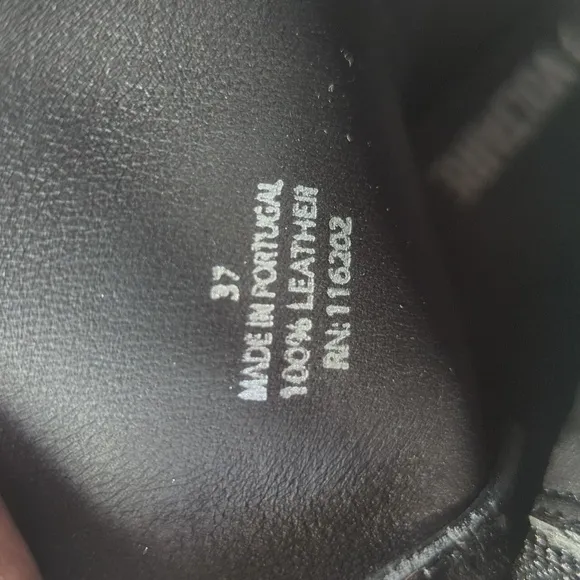 37
MADE IN PORTUGAL
100% LEATHER
RN:116202